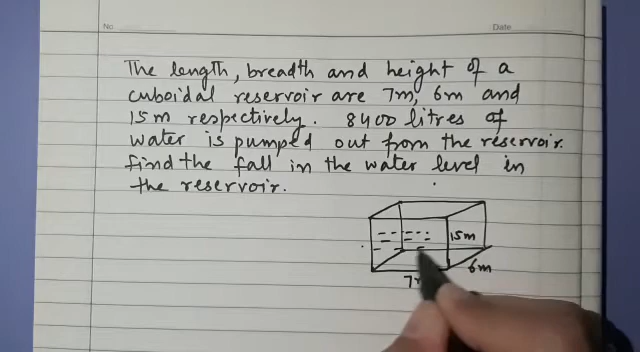 No
Date
The length, breadth and height of a
cuboidal reservoir are 7m, 6m and
15m respectively. 8400 litres of
water is pumped out from the reservoir.
Find the fall in the water level in
the reservoir.
15m
6m